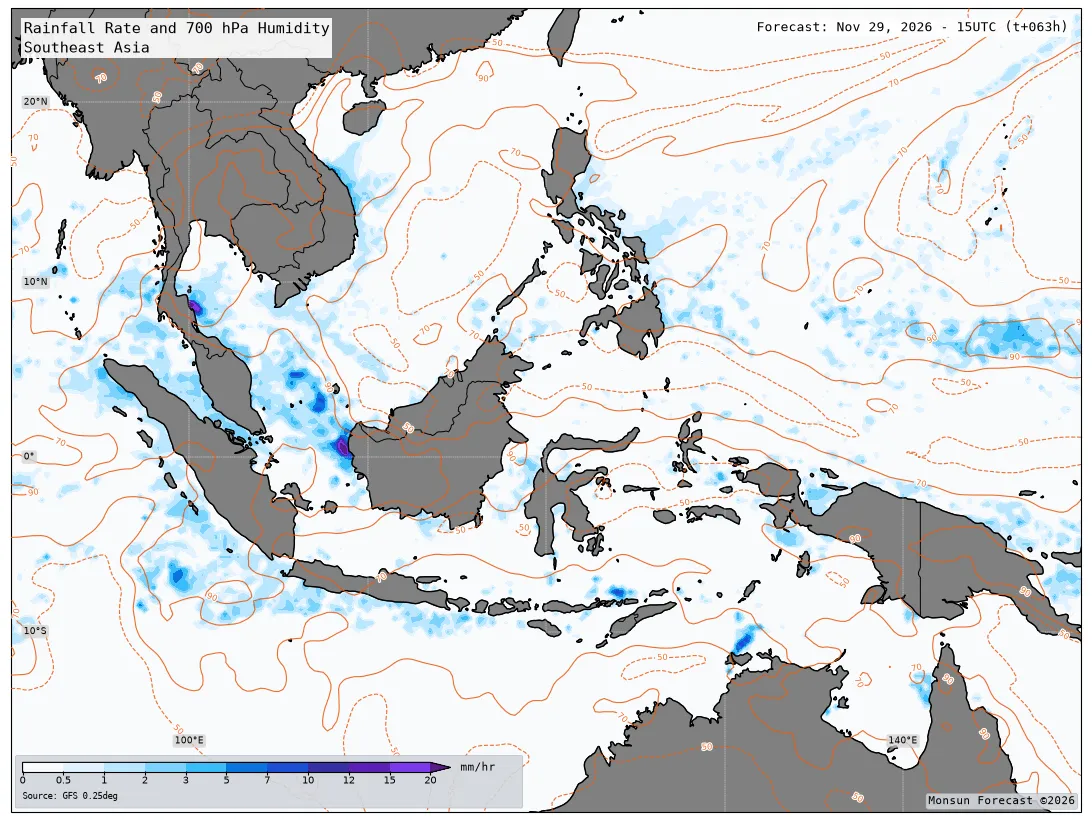 Rainfall Rate and 700 hPa Humidity
Southeast Asia
Forecast: Nov 29, 2026 - 15UTC (t+063h)
20°N
10°N
0°
10°S
100°E
140°E
0 0.5 1 2 3 5 7 10 12 15 20 mm/hr
Source: GFS 0.25deg
Monsun Forecast ©2026